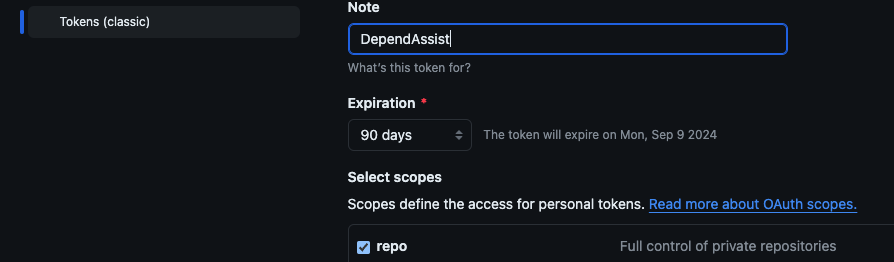 Tokens (classic)
Note
DependAssist
What's this token for?
Expiration *
90 days
The token will expire on Mon, Sep 9 2024
Select scopes
Scopes define the access for personal tokens. Read more about OAuth scopes.
repo
Full control of private repositories